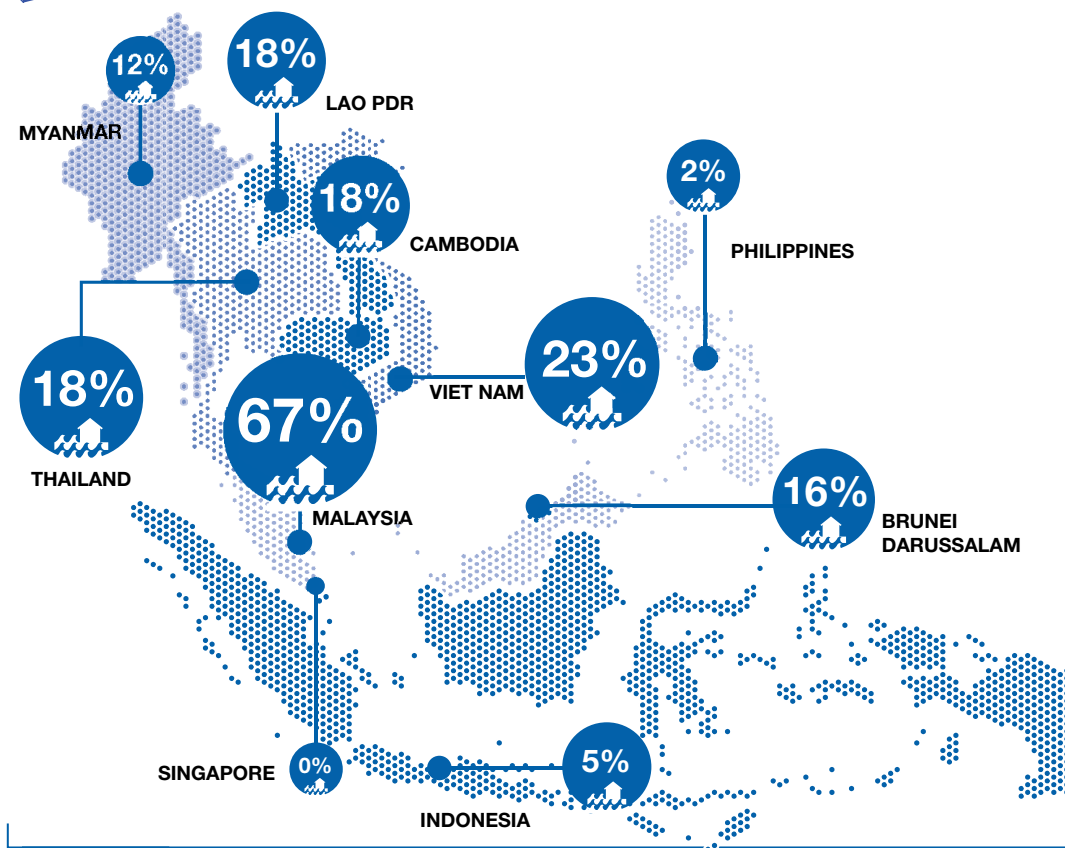 12%
MYANMAR
18%
LAO PDR
18%
CAMBODIA
2%
PHILIPPINES
18%
THAILAND
67%
MALAYSIA
23%
VIET NAM
16%
BRUNEI
DARUSSALAM
0%
SINGAPORE
5%
INDONESIA